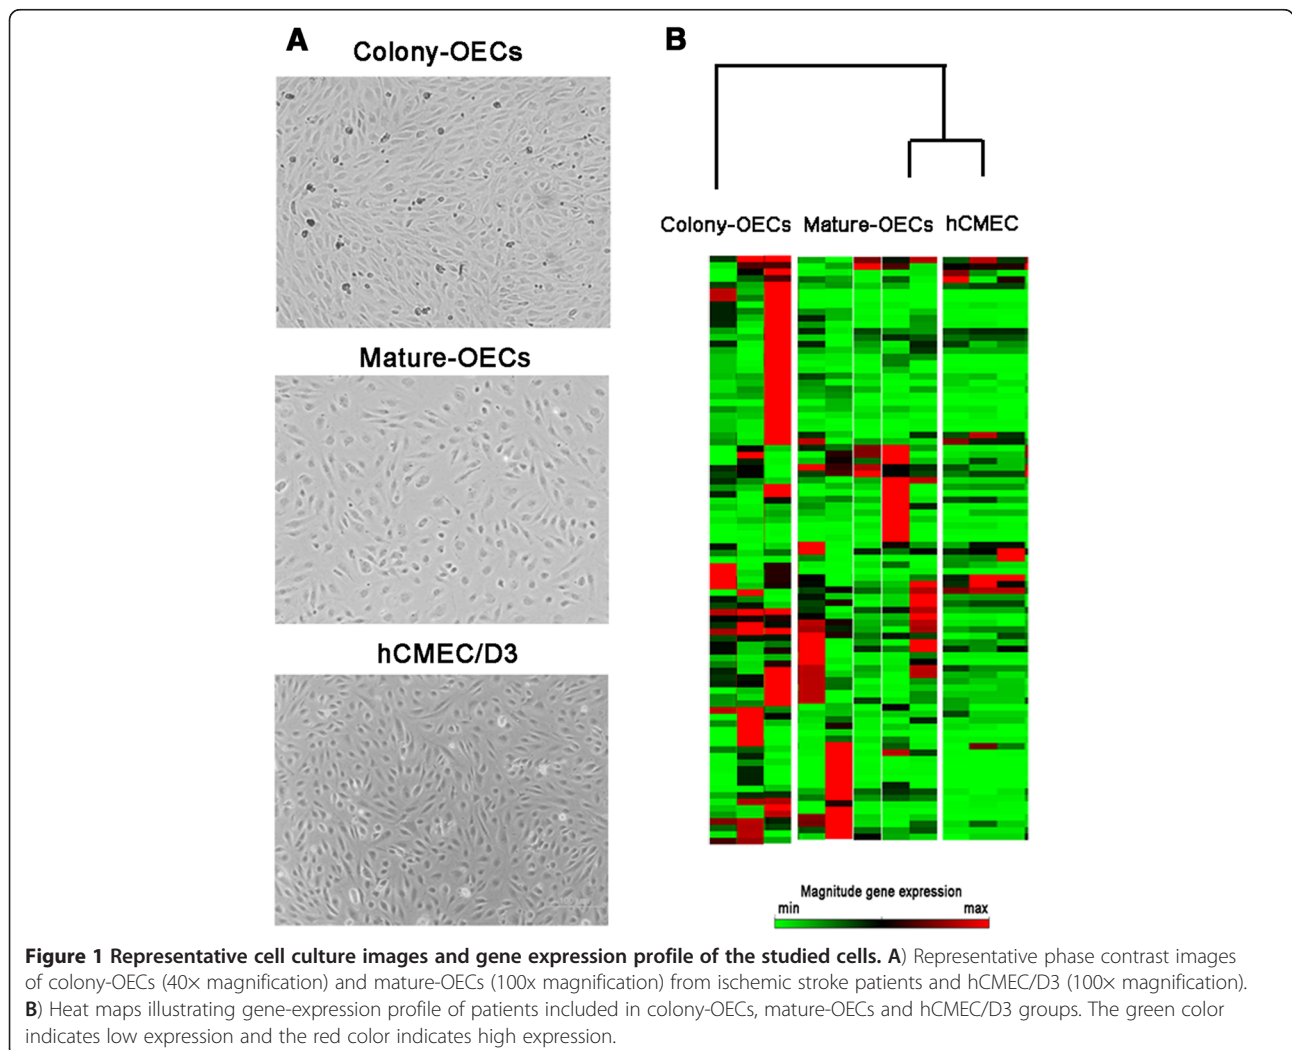 A
Colony-OECs
Mature-OECs
hCMEC/D3
B
Colony-OECs Mature-OECs hCMEC
Magnitude gene expression
min max
Figure 1 Representative cell culture images and gene expression profile of the studied cells. A) Representative phase contrast images
of colony-OECs (40× magnification) and mature-OECs (100x magnification) from ischemic stroke patients and hCMEC/D3 (100× magnification).
B) Heat maps illustrating gene-expression profile of patients included in colony-OECs, mature-OECs and hCMEC/D3 groups. The green color
indicates low expression and the red color indicates high expression.